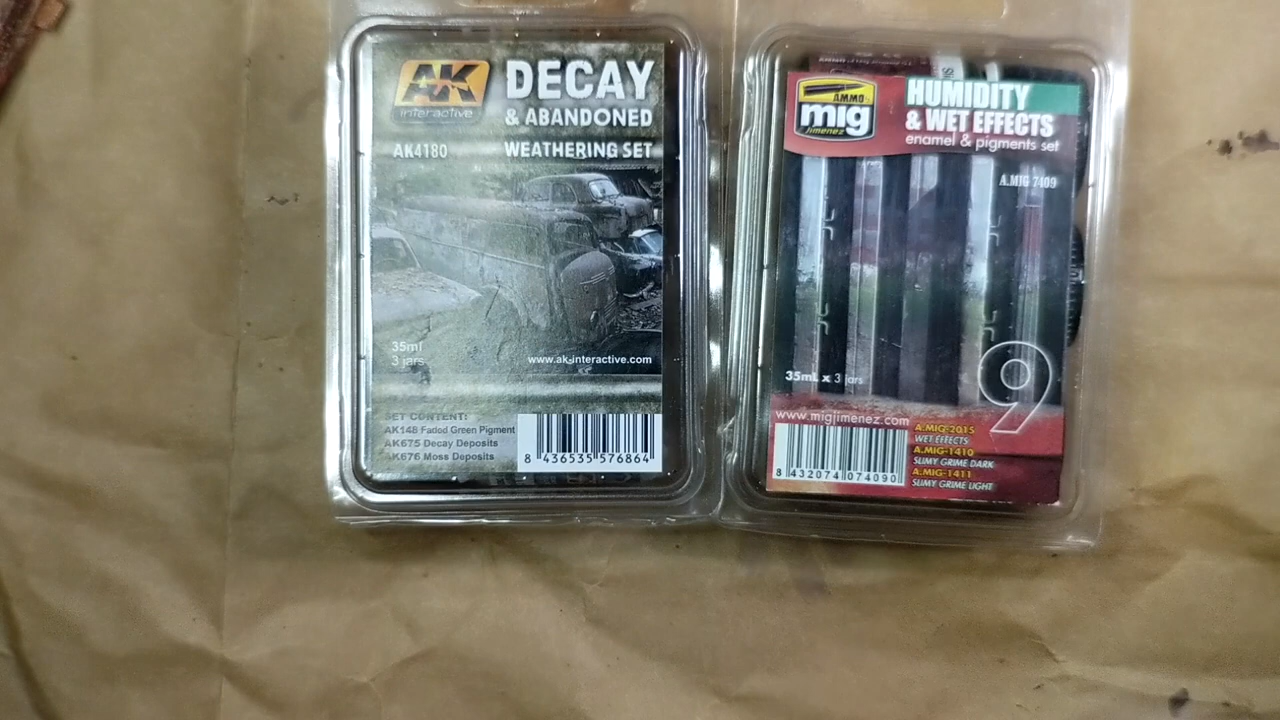 AK
interactive
DECAY
& ABANDONED
WEATHERING SET
AK4180
35ml
3 jars
www.ak-interactive.com
SET CONTENT:
AK148 Faded Green Pigment
AK675 Decay Deposits
AK676 Moss Deposits
8 436535 576864
AMMO
mig
jimenez
HUMIDITY
& WET EFFECTS
enamel & pigments set
A.MIG 7409
35mL x 3 jars
9
www.migjimenez.com
A.MIG-2015
WET EFFECTS
A.MIG-1410
SLIMY GRIME DARK
A.MIG-1411
SLIMY GRIME LIGHT
8 432074 074090